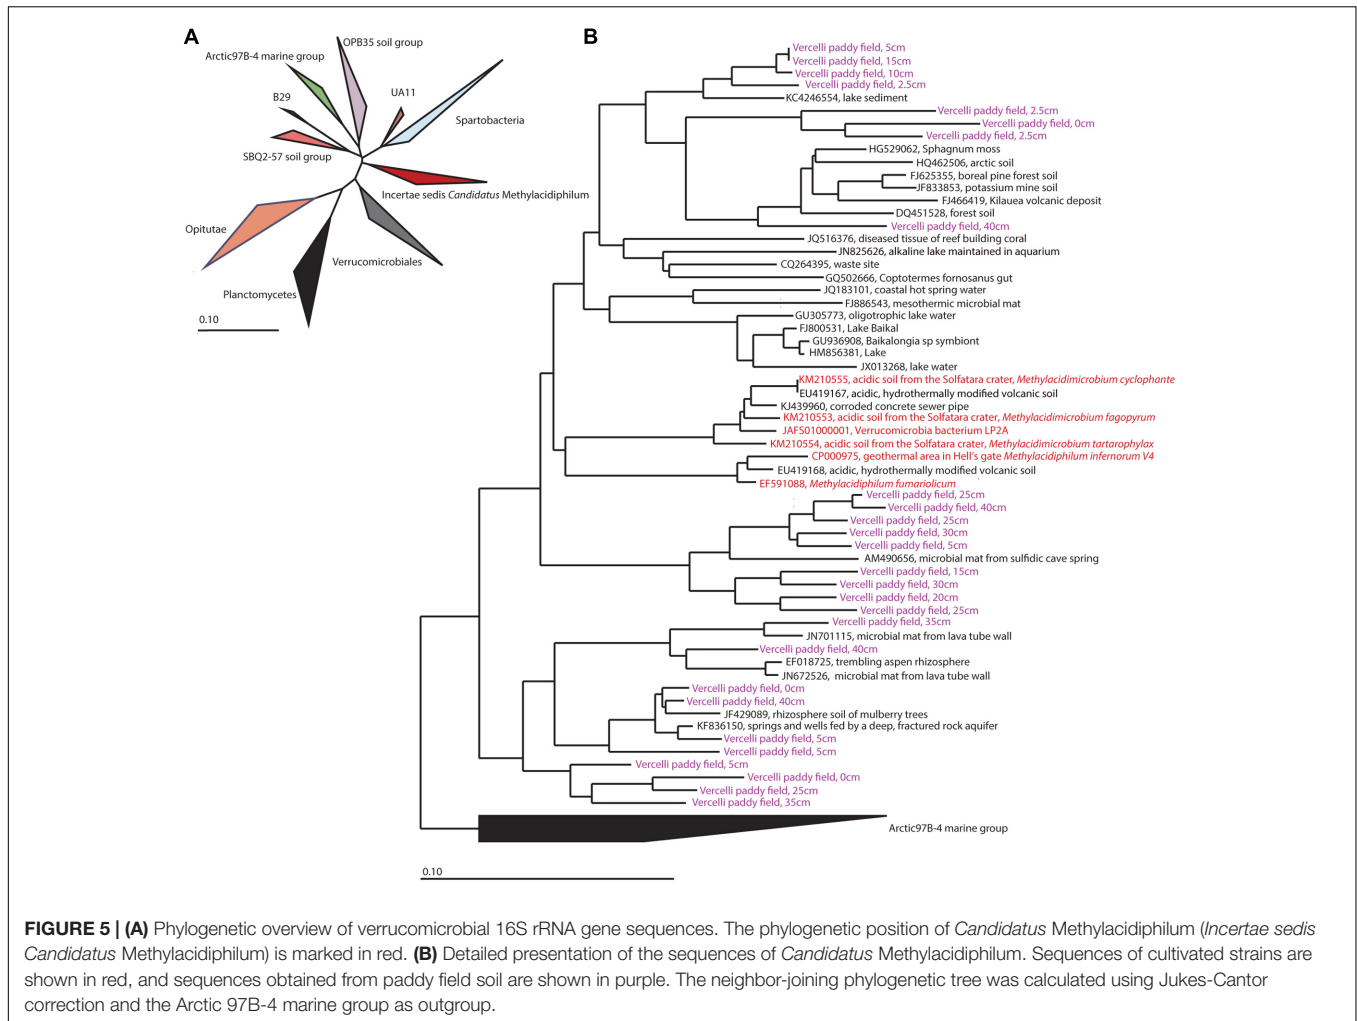 A
OPB35 soil group
Arctic97B-4 marine group
B29
UA11
Spartobacteria
SBQ2-57 soil group
Incertae sedis Candidatus Methylacidiphilum
Opitutae
Verrucomicrobiales
Planctomycetes
0.10
B
Vercelli paddy field, 5cm
Vercelli paddy field, 15cm
Vercelli paddy field, 10cm
Vercelli paddy field, 2.5cm
KC4246554, lake sediment
Vercelli paddy field, 2.5cm
Vercelli paddy field, 0cm
Vercelli paddy field, 2.5cm
HG529062, Sphagnum moss
HQ462506, arctic soil
FJ625355, boreal pine forest soil
JF833853, potassium mine soil
FJ466419, Kilauea volcanic deposit
DQ451528, forest soil
Vercelli paddy field, 40cm
JQ516376, diseased tissue of reef building coral
JN825626, alkaline lake maintained in aquarium
CQ264395, waste site
GQ502666, Coptotermes fornosanus gut
JQ183101, coastal hot spring water
FJ886543, mesothermic microbial mat
GU305773, oligotrophic lake water
FJ800531, Lake Baikal
GU936908, Baikalongia sp symbiont
HM856381, Lake
JX013268, lake water
KM210555, acidic soil from the Solfatara crater, Methylacidimicrobium cyclophante
EU419167, acidic, hydrothermally modified volcanic soil
KJ439960, corroded concrete sewer pipe
KM210553, acidic soil from the Solfatara crater, Methylacidimicrobium fagopyrum
JAFS01000001, Verrucomicrobia bacterium LP2A
KM210554, acidic soil from the Solfatara crater, Methylacidimicrobium tartarophylax
CP000975, geothermal area in Hell's gate Methylacidiphilum infernorum V4
EU419168, acidic, hydrothermally modified volcanic soil
EF591088, Methylacidiphilum fumariolicum
Vercelli paddy field, 25cm
Vercelli paddy field, 40cm
Vercelli paddy field, 25cm
Vercelli paddy field, 30cm
Vercelli paddy field, 5cm
AM490656, microbial mat from sulfidic cave spring
Vercelli paddy field, 15cm
Vercelli paddy field, 30cm
Vercelli paddy field, 20cm
Vercelli paddy field, 25cm
Vercelli paddy field, 35cm
JN701115, microbial mat from lava tube wall
Vercelli paddy field, 40cm
EF018725, trembling aspen rhizosphere
JN672526, microbial mat from lava tube wall
Vercelli paddy field, 0cm
Vercelli paddy field, 40cm
JF429089, rhizosphere soil of mulberry trees
KF836150, springs and wells fed by a deep, fractured rock aquifer
Vercelli paddy field, 5cm
Vercelli paddy field, 5cm
Vercelli paddy field, 5cm
Vercelli paddy field, 0cm
Vercelli paddy field, 25cm
Vercelli paddy field, 35cm
Arctic97B-4 marine group
0.10
FIGURE 5 | (A) Phylogenetic overview of verrucomicrobial 16S rRNA gene sequences. The phylogenetic position of Candidatus Methylacidiphilum (Incertae sedis
Candidatus Methylacidiphilum) is marked in red. (B) Detailed presentation of the sequences of Candidatus Methylacidiphilum. Sequences of cultivated strains are
shown in red, and sequences obtained from paddy field soil are shown in purple. The neighbor-joining phylogenetic tree was calculated using Jukes-Cantor
correction and the Arctic 97B-4 marine group as outgroup.